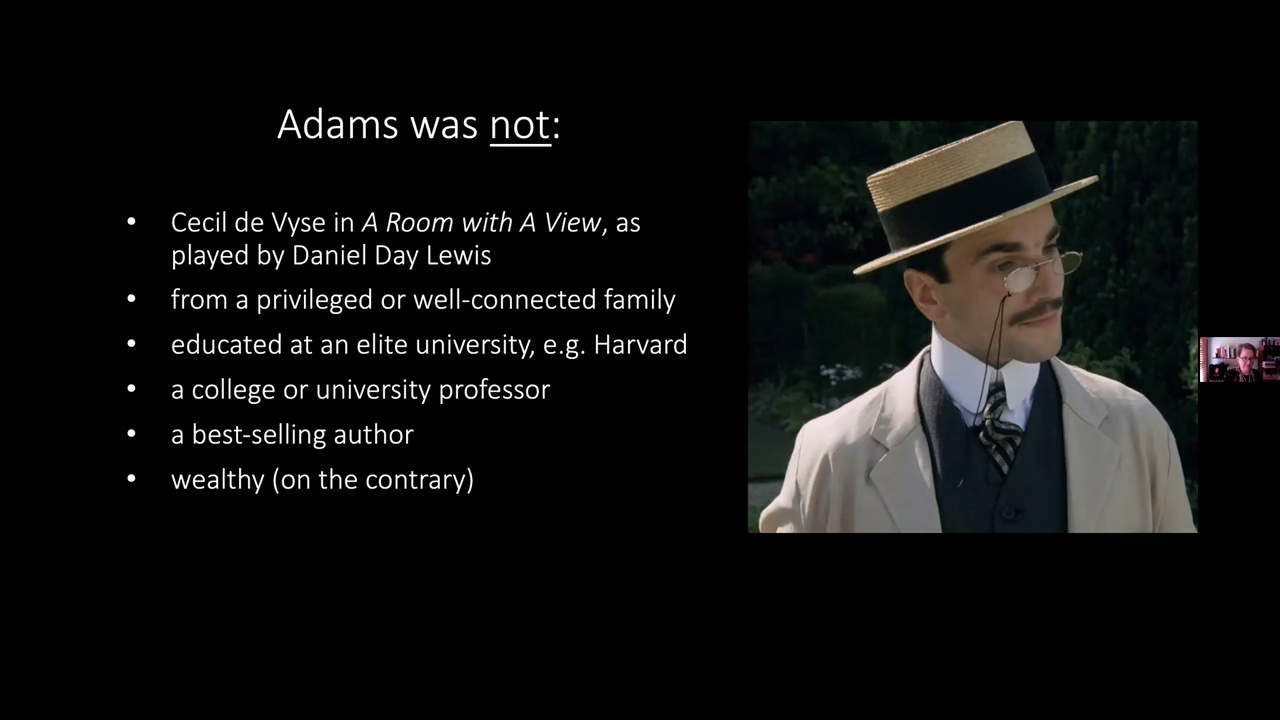 Adams was not:
• Cecil de Vyse in A Room with A View, as
played by Daniel Day Lewis
• from a privileged or well-connected family
• educated at an elite university, e.g. Harvard
• a college or university professor
• a best-selling author
• wealthy (on the contrary)